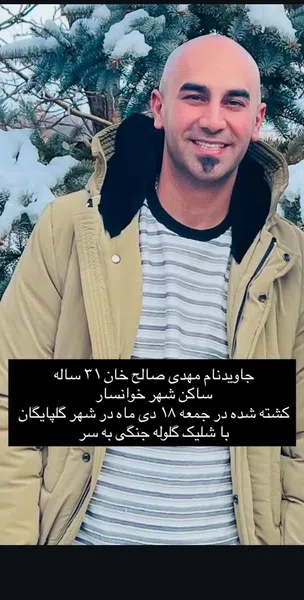 جاویدنام مهدی صالح خان ۳۱ ساله
ساکن شهر خوانسار
کشته شده در جمعه ۱۸ دی ماه در شهر گلپایگان
با شلیک گلوله جنگی به سر